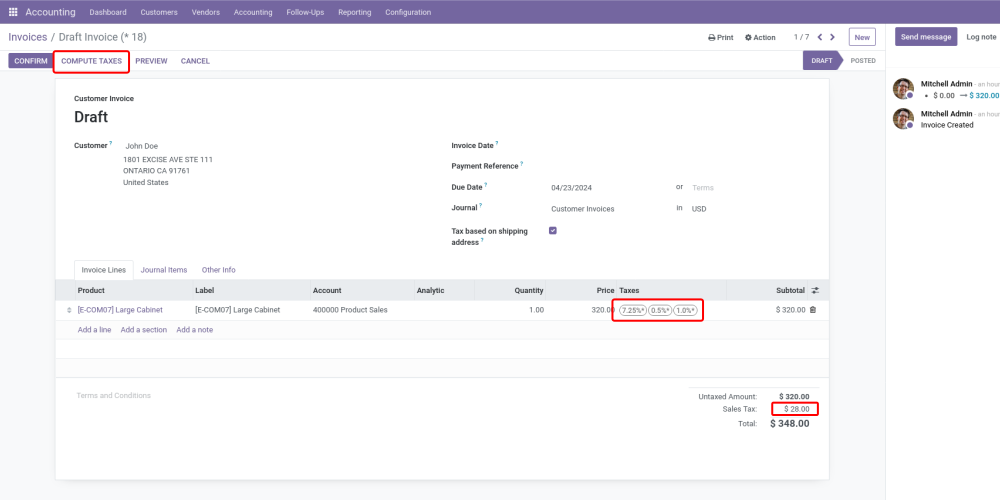 Accounting Dashboard Customers Vendors Accounting Follow-Ups Reporting Configuration
Invoices / Draft Invoice (* 18) Print Action 1 / 7 New Send message Log note
CONFIRM COMPUTE TAXES PREVIEW CANCEL DRAFT POSTED
Mitchell Admin - an hour
• $ 0.00 → $ 320.00
Mitchell Admin - an hour
Invoice Created
Customer Invoice
Draft
Customer ? John Doe
1801 EXCISE AVE STE 111
ONTARIO CA 91761
United States
Invoice Date ?
Payment Reference ?
Due Date ? 04/23/2024 or Terms
Journal ? Customer Invoices in USD
Tax based on shipping
address ?
Invoice Lines Journal Items Other Info
Product Label Account Analytic Quantity Price Taxes Subtotal
[E-COM07] Large Cabinet [E-COM07] Large Cabinet 400000 Product Sales 1.00 320.00 7.25%* 0.5%* 1.0%* $ 320.00
Add a line Add a section Add a note
Terms and Conditions
Untaxed Amount: $ 320.00
Sales Tax: $ 28.00
Total: $ 348.00